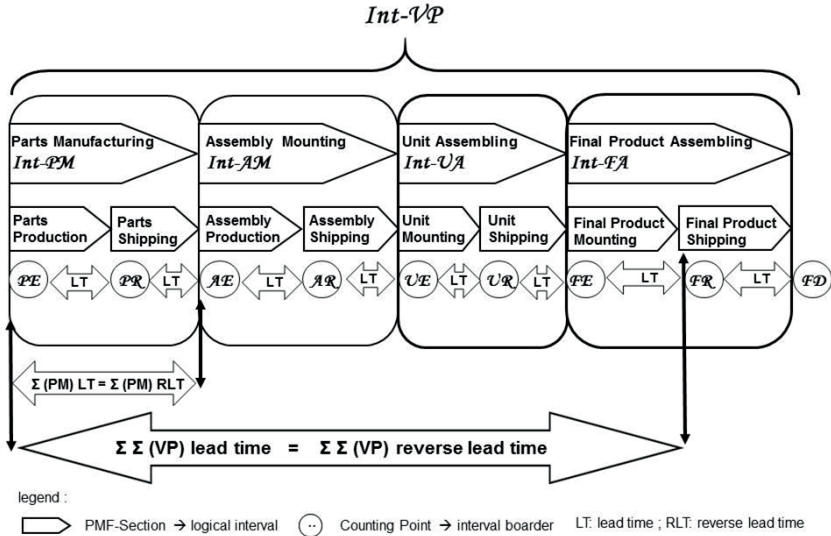 Int-VP
Parts Manufacturing
Int-PM
Assembly Mounting
Int-AM
Unit Assembling
Int-UA
Final Product Assembling
Int-FA
Parts
Production
Parts
Shipping
Assembly
Production
Assembly
Shipping
Unit
Mounting
Unit
Shipping
Final Product
Mounting
Final Product
Shipping
PE LT PR LT AE LT AR LT UE LT UR LT FE LT FR LT FD
Σ (PM) LT = Σ (PM) RLT
Σ Σ (VP) lead time = Σ Σ (VP) reverse lead time
legend :
PMF-Section → logical interval ·· Counting Point → interval boarder LT: lead time ; RLT: reverse lead time